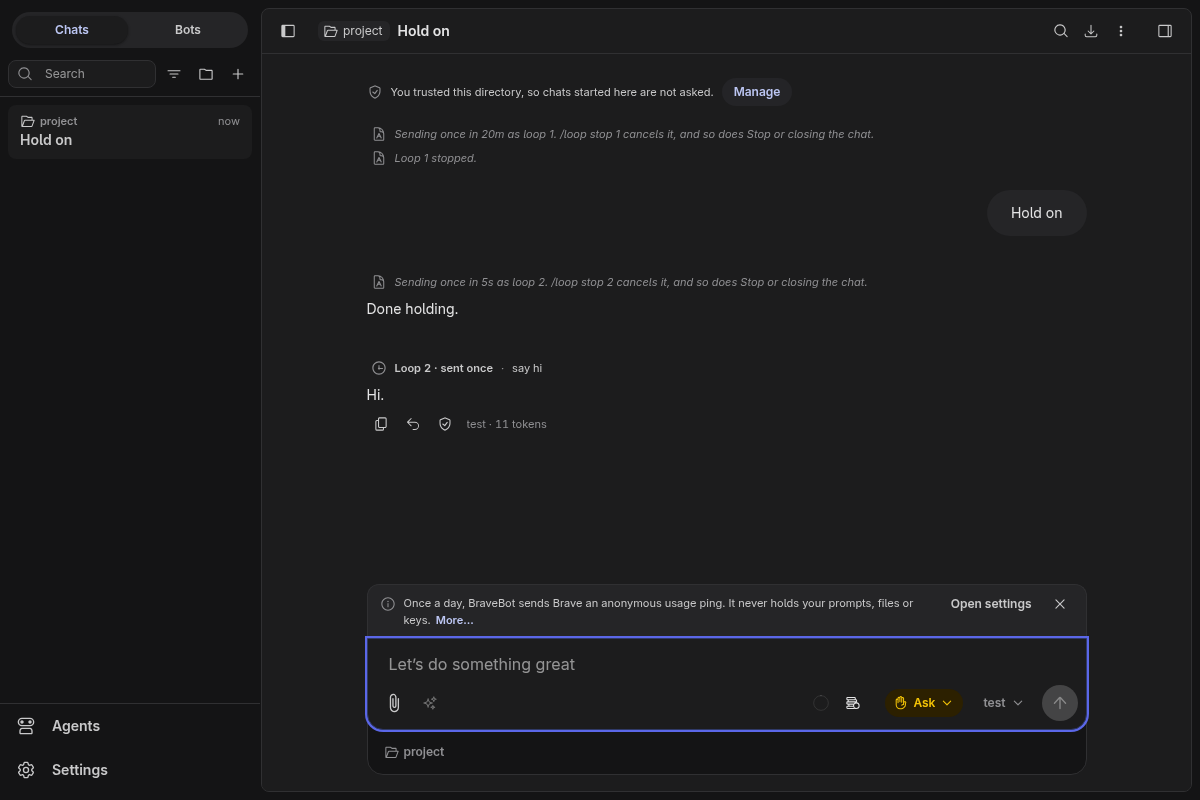 Chats
Bots
Search
project
now
Hold on
Agents
Settings
project
Hold on
You trusted this directory, so chats started here are not asked.
Manage
Sending once in 20m as loop 1. /loop stop 1 cancels it, and so does Stop or closing the chat.
Loop 1 stopped.
Hold on
Sending once in 5s as loop 2. /loop stop 2 cancels it, and so does Stop or closing the chat.
Done holding.
Loop 2 · sent once · say hi
Hi.
test · 11 tokens
Once a day, BraveBot sends Brave an anonymous usage ping. It never holds your prompts, files or
keys. More...
Open settings
Let's do something great
Ask
test
project